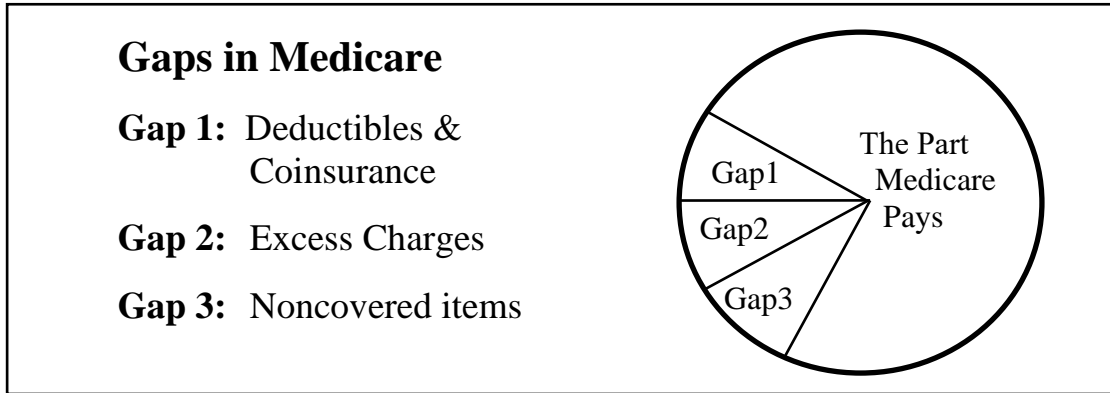 Gaps in Medicare
Gap 1: Deductibles &
Coinsurance
Gap 2: Excess Charges
Gap 3: Noncovered items
The Part
Medicare
Pays
Gap1
Gap2
Gap3